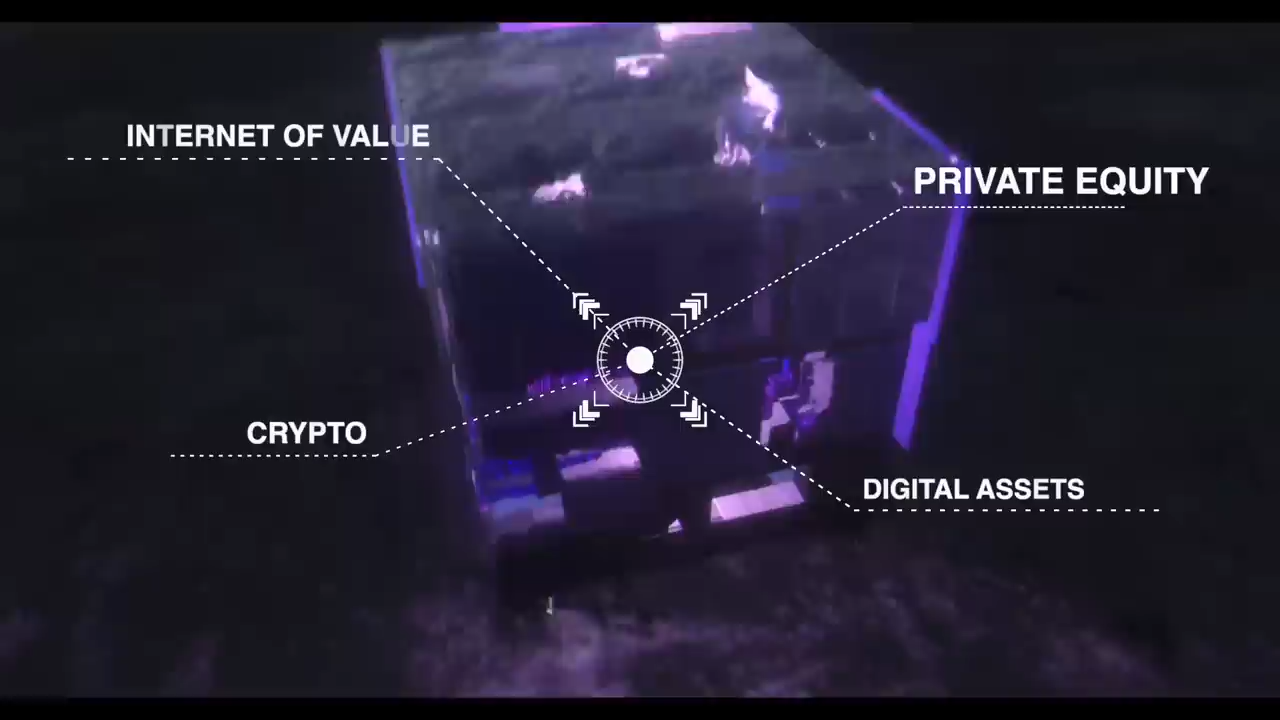 INTERNET OF VALUE
PRIVATE EQUITY
CRYPTO
DIGITAL ASSETS